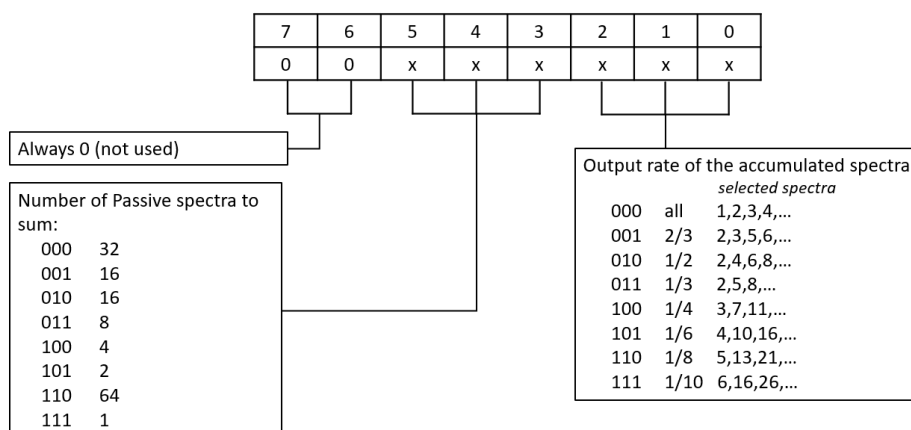 7 6 5 4 3 2 1 0
0 0 x x x x x x
Always 0 (not used)
Number of Passive spectra to
sum:
000 32
001 16
010 16
011 8
100 4
101 2
110 64
111 1
Output rate of the accumulated spectra
selected spectra
000 all 1,2,3,4,...
001 2/3 2,3,5,6,...
010 1/2 2,4,6,8,...
011 1/3 2,5,8,...
100 1/4 3,7,11,...
101 1/6 4,10,16,...
110 1/8 5,13,21,...
111 1/10 6,16,26,...